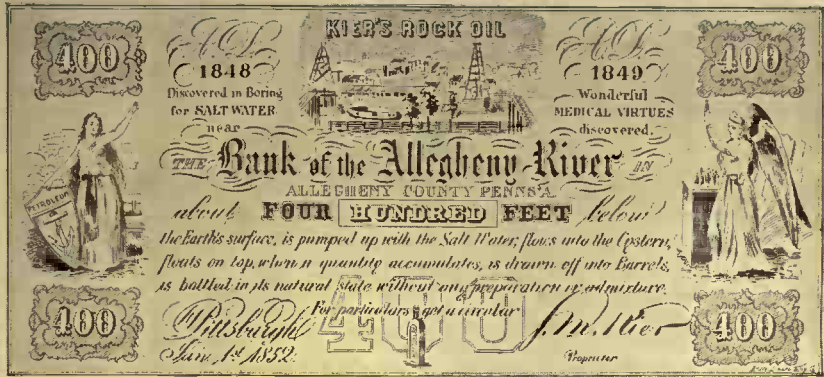 400
A.D.
1848
Discovered in Boring
for SALT WATER
near
KIER'S ROCK OIL
A.D.
1849
Wonderful
MEDICAL VIRTUES
discovered.
400
PETROLEUM
THE Bank of the Allegheny River IN
ALLEGHENY COUNTY PENNS'A.
about FOUR HUNDRED FEET below
the Earth's surface, is pumped up with the Salt Water, flows into the Cystern,
floats on top, when a quantity accumulates, is drawn off into Barrels,
is bottled in its natural state without any preparation or admixture.
For particulars get a circular
400
Pittsburgh
Jan. 1st 1852.
400
S. M. Kier
Proprietor
400